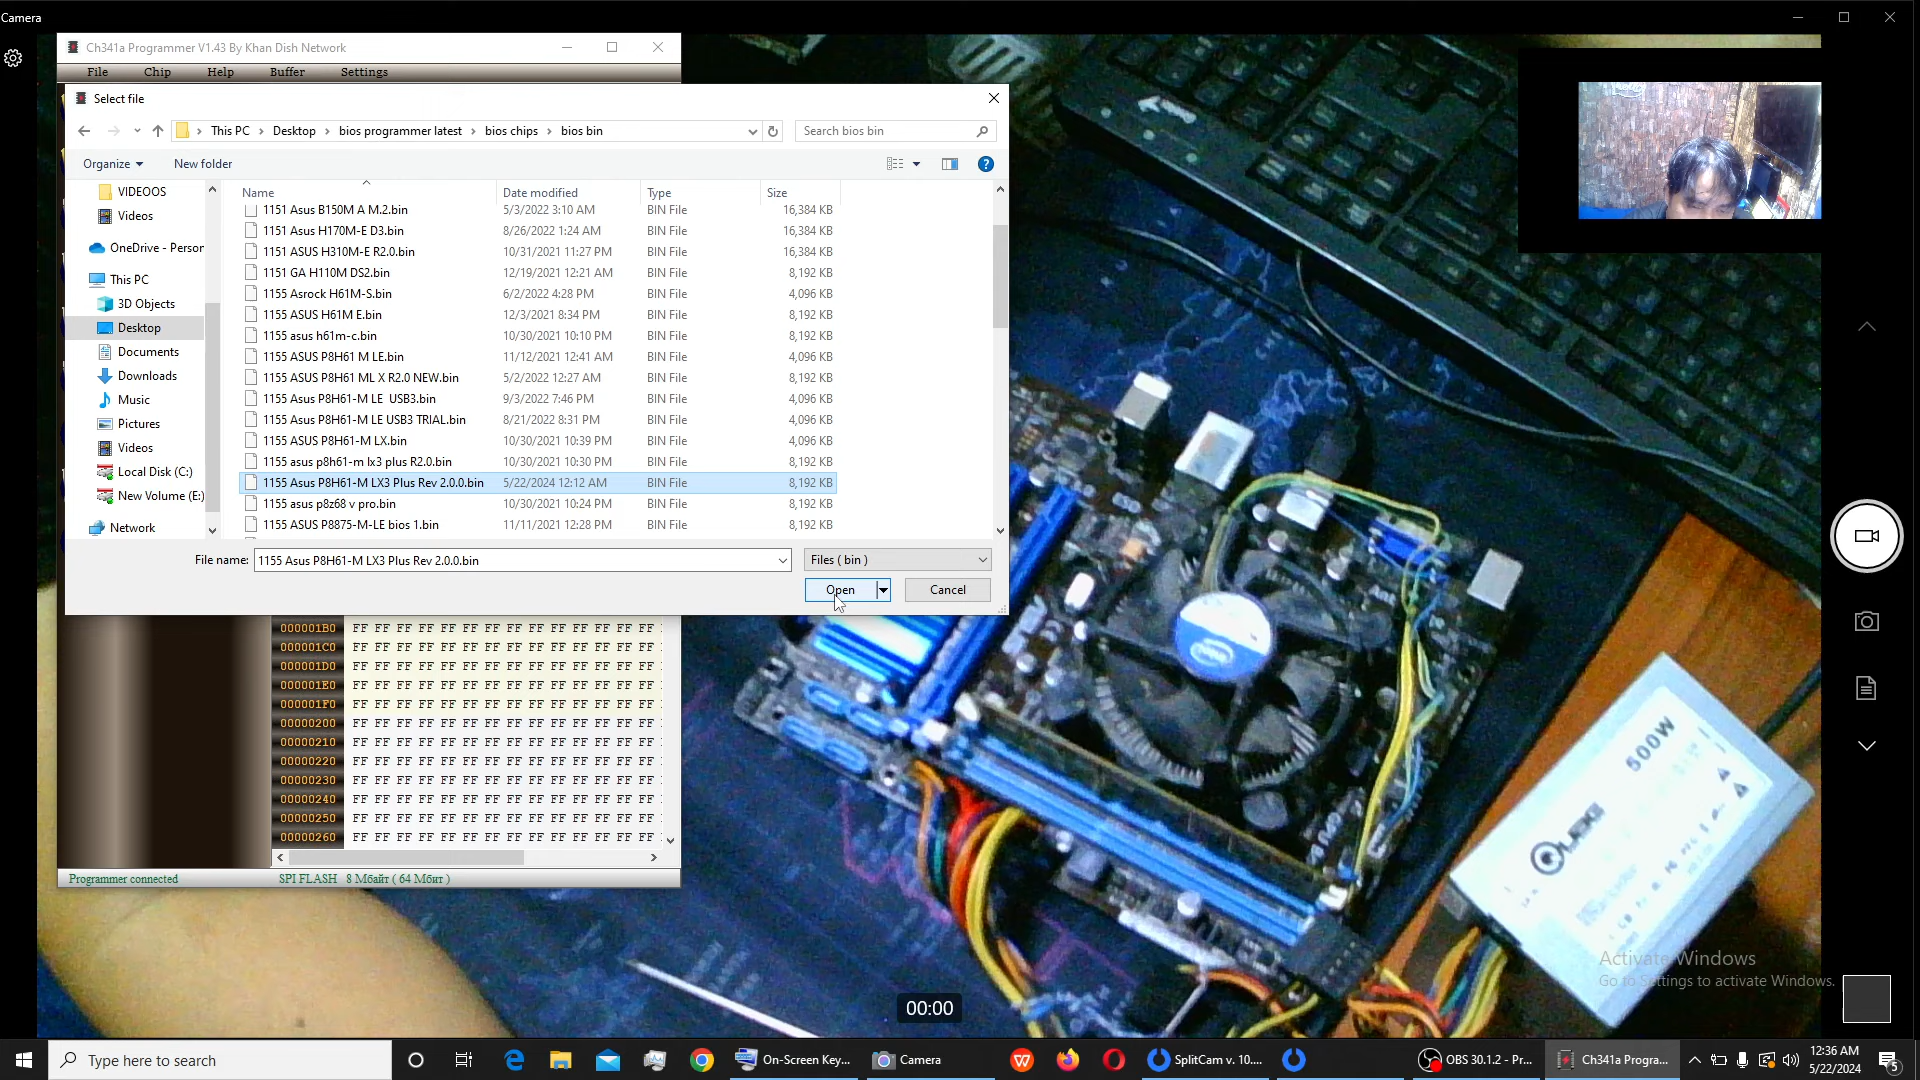 Camera
Ch341a Programmer V1.43 By Khan Dish Network
File Chip Help Buffer Settings
Select file
This PC Desktop bios programmer latest bios chips bios bin
Search bios bin
Organize New folder
VIDEOOS
Videos
OneDrive - Person
This PC
3D Objects
Desktop
Documents
Downloads
Music
Pictures
Videos
Local Disk (C:)
New Volume (E:)
Network
Name Date modified Type Size
1151 Asus B150M A M.2.bin 5/3/2022 3:10 AM BIN File 16,384 KB
1151 Asus H170M-E D3.bin 8/26/2022 1:24 AM BIN File 16,384 KB
1151 ASUS H310M-E R2.0.bin 10/31/2021 11:27 PM BIN File 16,384 KB
1151 GA H110M DS2.bin 12/19/2021 12:21 AM BIN File 8,192 KB
1155 Asrock H61M-S.bin 6/2/2022 4:28 PM BIN File 4,096 KB
1155 ASUS H61M E.bin 12/3/2021 8:34 PM BIN File 8,192 KB
1155 asus h61m-c.bin 10/30/2021 10:10 PM BIN File 8,192 KB
1155 ASUS P8H61 M LE.bin 11/12/2021 12:41 AM BIN File 4,096 KB
1155 ASUS P8H61 ML X R2.0 NEW.bin 5/2/2022 12:27 AM BIN File 8,192 KB
1155 Asus P8H61-M LE  USB3.bin 9/3/2022 7:46 PM BIN File 4,096 KB
1155 Asus P8H61-M LE USB3 TRIAL.bin 8/21/2022 8:31 PM BIN File 4,096 KB
1155 ASUS P8H61-M LX.bin 10/30/2021 10:39 PM BIN File 4,096 KB
1155 asus p8h61-m lx3 plus R2.0.bin 10/30/2021 10:30 PM BIN File 8,192 KB
1155 Asus P8H61-M LX3 Plus Rev 2.0.0.bin 5/22/2024 12:12 AM BIN File 8,192 KB
1155 asus p8z68 v pro.bin 10/30/2021 10:24 PM BIN File 8,192 KB
1155 ASUS P8875-M-LE bios 1.bin 11/11/2021 12:28 PM BIN File 8,192 KB
File name: 1155 Asus P8H61-M LX3 Plus Rev 2.0.0.bin Files ( bin )
Open Cancel
000001B0 FF FF FF FF FF FF FF FF FF FF FF FF FF FF
000001C0 FF FF FF FF FF FF FF FF FF FF FF FF FF FF
000001D0 FF FF FF FF FF FF FF FF FF FF FF FF FF FF
000001E0 FF FF FF FF FF FF FF FF FF FF FF FF FF FF
000001F0 FF FF FF FF FF FF FF FF FF FF FF FF FF FF
00000200 FF FF FF FF FF FF FF FF FF FF FF FF FF FF
00000210 FF FF FF FF FF FF FF FF FF FF FF FF FF FF
00000220 FF FF FF FF FF FF FF FF FF FF FF FF FF FF
00000230 FF FF FF FF FF FF FF FF FF FF FF FF FF FF
00000240 FF FF FF FF FF FF FF FF FF FF FF FF FF FF
00000250 FF FF FF FF FF FF FF FF FF FF FF FF FF FF
00000260 FF FF FF FF FF FF FF FF FF FF FF FF FF FF
Programmer connected SPI FLASH 8 Мбайт ( 64 Мбит )
intel
500W
Activate Windows
Go to Settings to activate Windows.
00:00
Type here to search
On-Screen Key...
Camera
SplitCam v. 10....
OBS 30.1.2 - Pr...
Ch341a Progra...
12:36 AM
5/22/2024
5